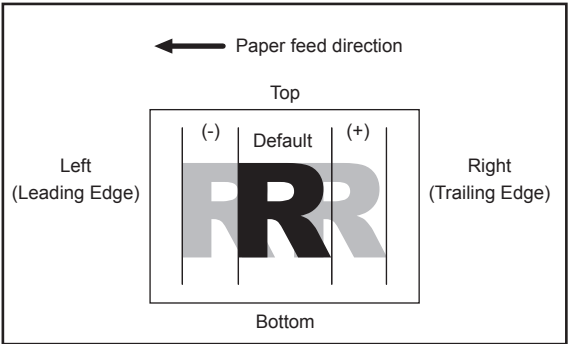 Paper feed direction
Top
(-)
Default
(+)
Left
(Leading Edge)
Right
(Trailing Edge)
R R R
Bottom